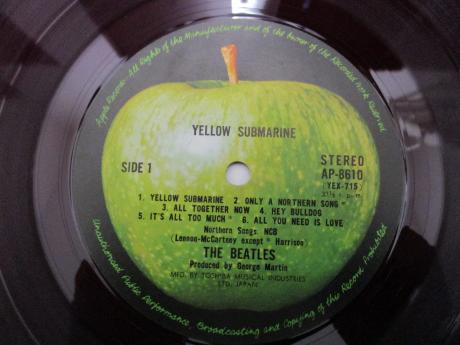 Apple Records · All Rights of the Manufacturer and of the Owner of the Recorded Work Reserved
YELLOW SUBMARINE
SIDE 1
STEREO
AP-8610
(YEX-715)
33⅓ r.p.m.
1. YELLOW SUBMARINE 2. ONLY A NORTHERN SONG *
3. ALL TOGETHER NOW 4. HEY BULLDOG
5. IT'S ALL TOO MUCH * 6. ALL YOU NEED IS LOVE
Northern Songs, NCB
(Lennon-McCartney except * Harrison)
THE BEATLES
Produced by George Martin
MFD. BY TOSHIBA MUSICAL INDUSTRIES
LTD. JAPAN
Unauthorised Public Performance, Broadcasting and Copying of this Record Prohibited